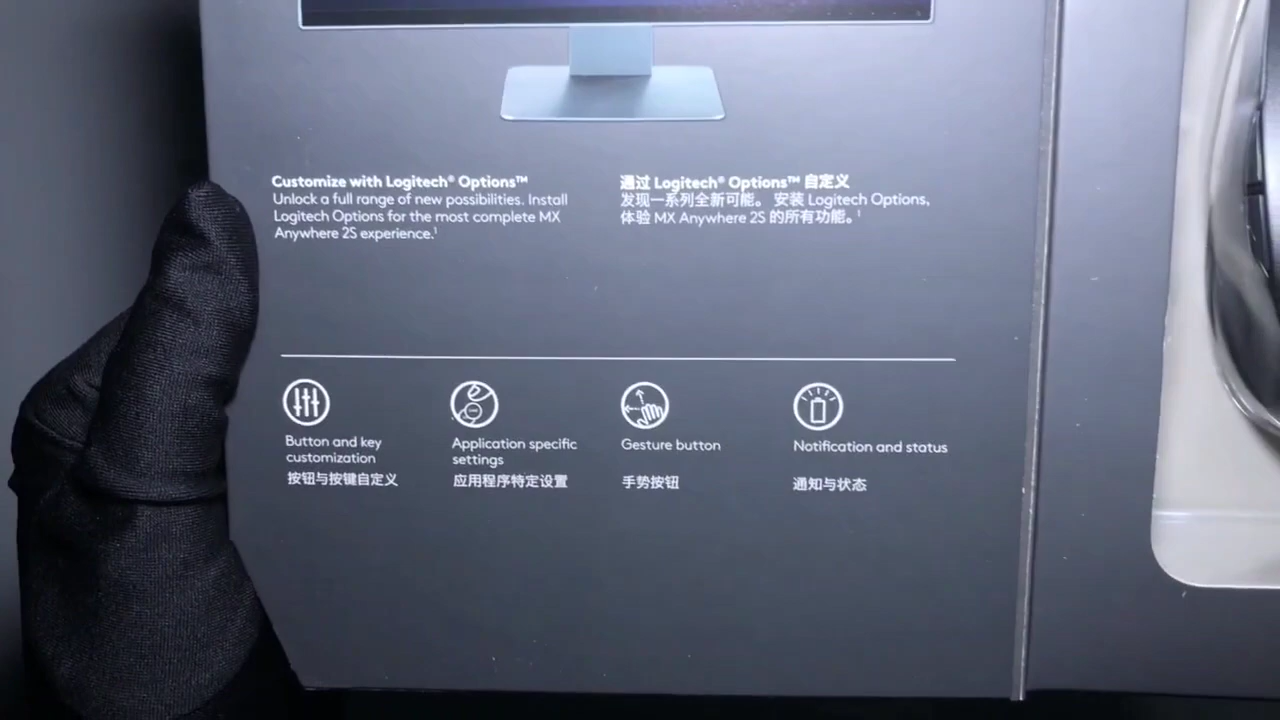 Customize with Logitech® Options™
Unlock a full range of new possibilities. Install
Logitech Options for the most complete MX
Anywhere 2S experience.¹
通过 Logitech® Options™ 自定义
发现一系列全新可能。 安装 Logitech Options,
体验 MX Anywhere 2S 的所有功能。¹
Button and key
customization
按钮与按键自定义
Application specific
settings
应用程序特定设置
Gesture button
手势按钮
Notification and status
通知与状态